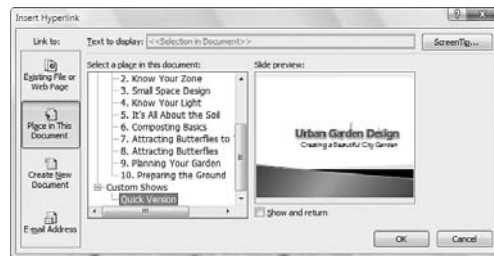 Insert Hyperlink
Link to:
Text to display: <<Selection in Document>>
ScreenTip...
Existing File or
Web Page
Place in This
Document
Create New
Document
E-mail Address
Select a place in this document:
2. Know Your Zone
3. Small Space Design
4. Know Your Light
5. It's All About the Soil
6. Composting Basics
7. Attracting Butterflies to
8. Attracting Butterflies
9. Planning Your Garden
10. Preparing the Ground
Custom Shows
Quick Version
Slide preview:
Urban Garden Design
Creating a Beautiful City Garden
Show and return
OK
Cancel